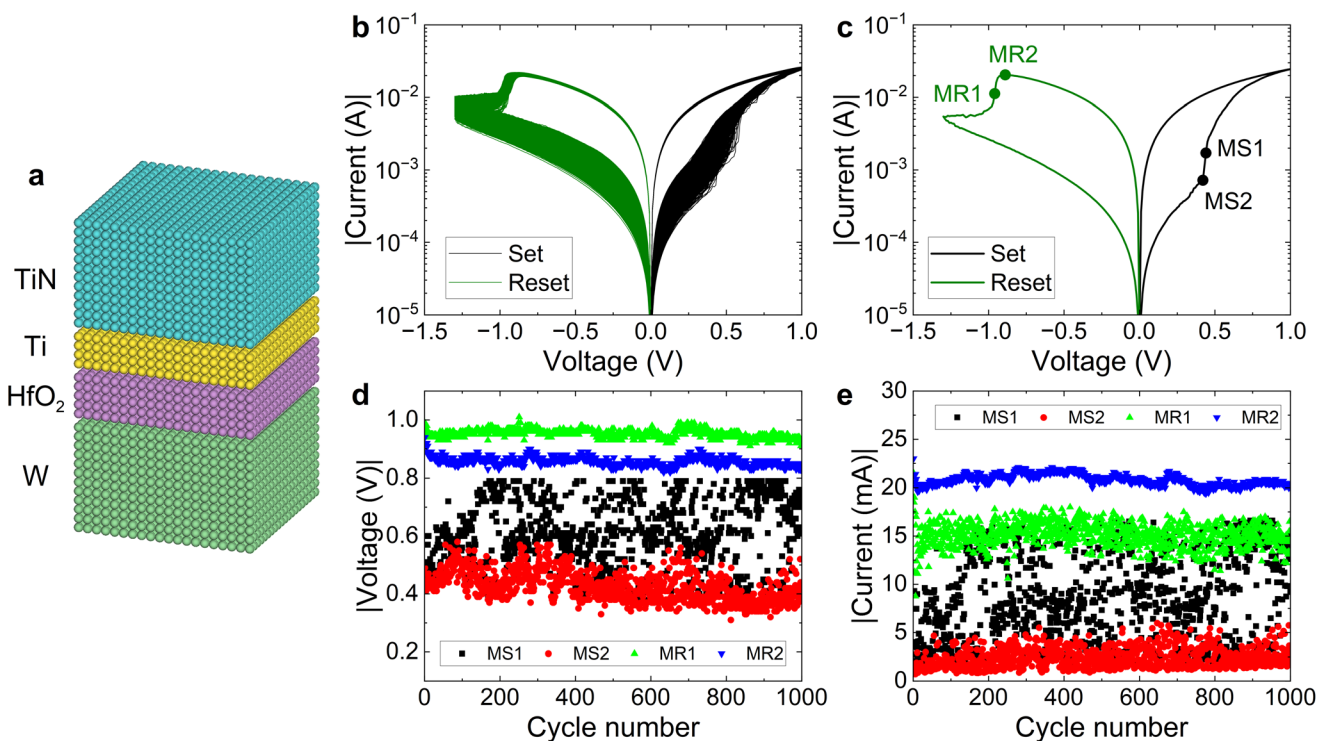 a
TiN
Ti
HfO₂
W
b
|Current (A)|
10⁻¹
10⁻²
10⁻³
10⁻⁴
10⁻⁵
Set
Reset
−1.5 −1.0 −0.5 0.0 0.5 1.0
Voltage (V)
c
|Current (A)|
10⁻¹
10⁻²
10⁻³
10⁻⁴
10⁻⁵
MR2
MR1
MS1
MS2
Set
Reset
−1.5 −1.0 −0.5 0.0 0.5 1.0
Voltage (V)
d
|Voltage (V)|
1.0
0.8
0.6
0.4
0.2
MS1 MS2 MR1 MR2
0 200 400 600 800 1000
Cycle number
e
|Current (mA)|
30
25
20
15
10
5
0
MS1 MS2 MR1 MR2
0 200 400 600 800 1000
Cycle number